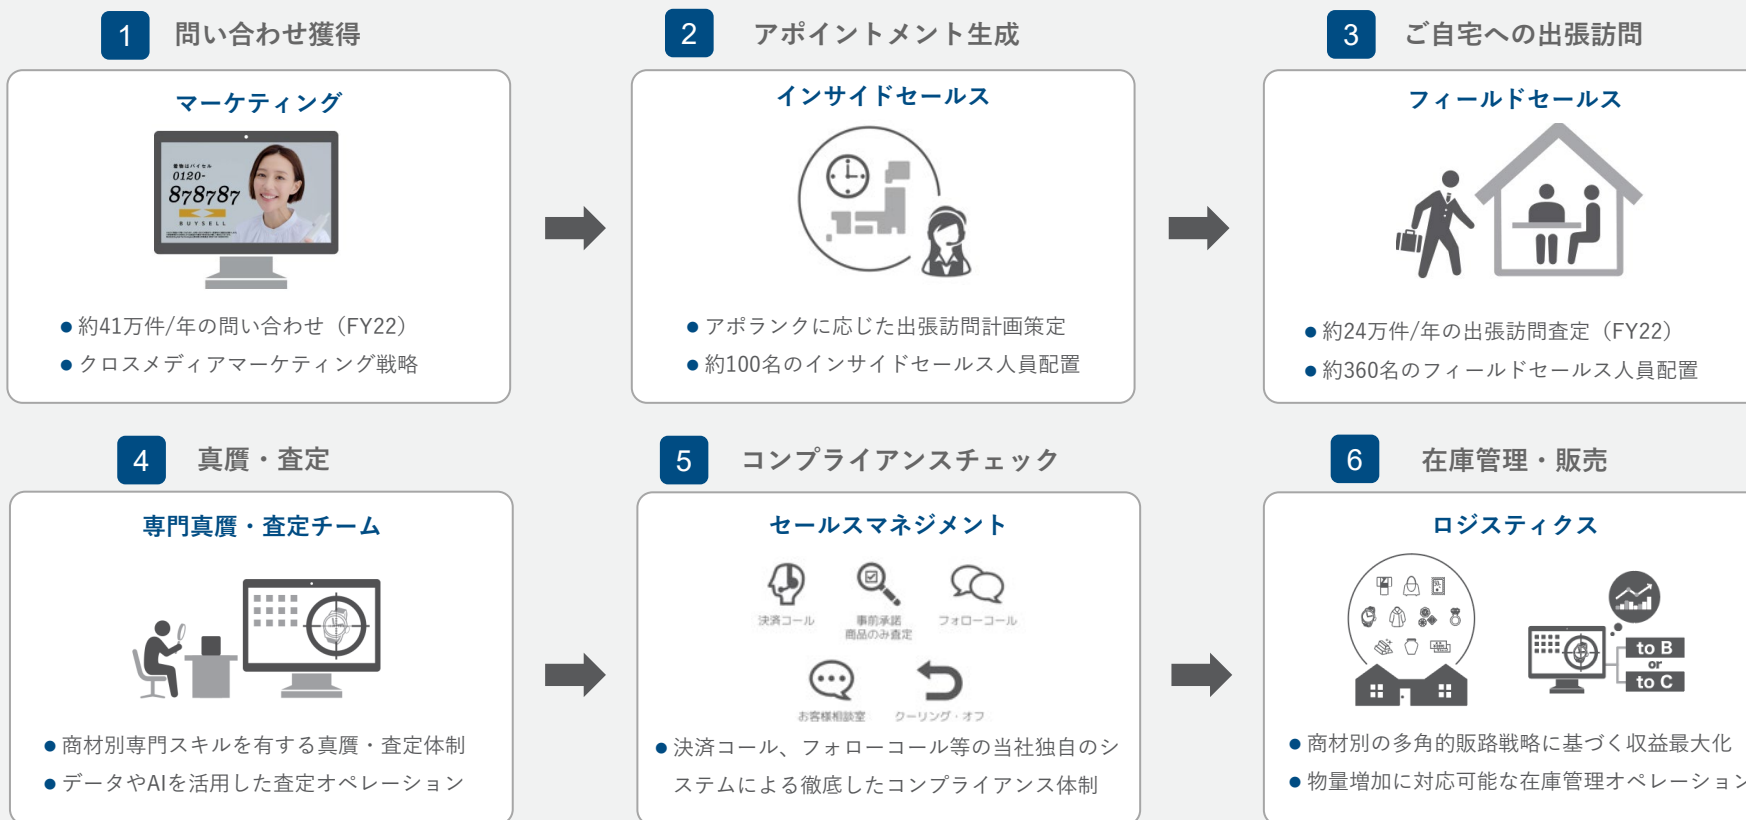 1 問い合わせ獲得
マーケティング
着物はバイセル
0120-
878787
BUYSELL
● 約41万件/年の問い合わせ（FY22）
● クロスメディアマーケティング戦略
2 アポイントメント生成
インサイドセールス
● アポランクに応じた出張訪問計画策定
● 約100名のインサイドセールス人員配置
3 ご自宅への出張訪問
フィールドセールス
● 約24万件/年の出張訪問査定（FY22）
● 約360名のフィールドセールス人員配置
4 真贋・査定
専門真贋・査定チーム
● 商材別専門スキルを有する真贋・査定体制
● データやAIを活用した査定オペレーション
5 コンプライアンスチェック
セールスマネジメント
決済コール
事前承諾
商品のみ査定
フォローコール
お客様相談室
クーリング・オフ
● 決済コール、フォローコール等の当社独自のシ
ステムによる徹底したコンプライアンス体制
6 在庫管理・販売
ロジスティクス
to B
or
to C
● 商材別の多角的販路戦略に基づく収益最大化
● 物量増加に対応可能な在庫管理オペレーション